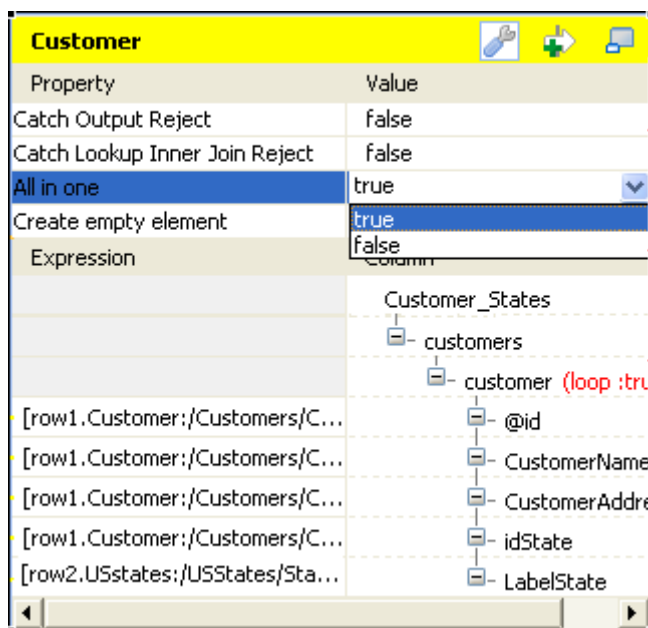 Customer
Property Value
Catch Output Reject false
Catch Lookup Inner Join Reject false
All in one true
Create empty element true
false
Expression Column
Customer_States
customers
customer (loop :tru
[row1.Customer:/Customers/C... @id
[row1.Customer:/Customers/C... CustomerName
[row1.Customer:/Customers/C... CustomerAddre
[row1.Customer:/Customers/C... idState
[row2.USstates:/USStates/Sta... LabelState